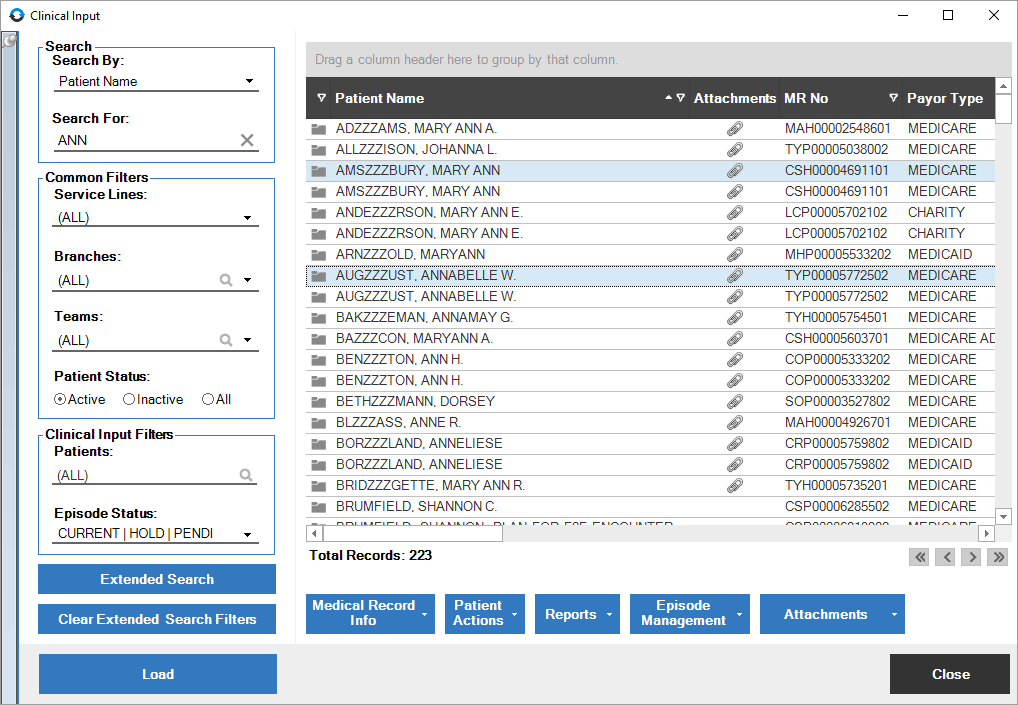 Clinical Input
Search
Search By:
Patient Name
Search For:
ANN
Common Filters
Service Lines:
(ALL)
Branches:
(ALL)
Teams:
(ALL)
Patient Status:
Active Inactive All
Clinical Input Filters
Patients:
(ALL)
Episode Status:
CURRENT | HOLD | PENDI
Extended Search
Clear Extended Search Filters
Load
Drag a column header here to group by that column.
Patient Name Attachments MR No Payor Type
ADZZZAMS, MARY ANN A. MAH00002548601 MEDICARE
ALLZZZISON, JOHANNA L. TYP00005038002 MEDICARE
AMSZZZBURY, MARY ANN CSH00004691101 MEDICARE
AMSZZZBURY, MARY ANN CSH00004691101 MEDICARE
ANDEZZZRSON, MARY ANN E. LCP00005702102 CHARITY
ANDEZZZRSON, MARY ANN E. LCP00005702102 CHARITY
ARNZZZOLD, MARYANN MHP00005533202 MEDICAID
AUGZZZUST, ANNABELLE W. TYP00005772502 MEDICARE
AUGZZZUST, ANNABELLE W. TYP00005772502 MEDICARE
BAKZZZEMAN, ANNAMAY G. TYH00005754501 MEDICARE
BAZZZCON, MARYANN A. CSH00005603701 MEDICARE AD
BENZZZTON, ANN H. COP00005333202 MEDICARE
BENZZZTON, ANN H. COP00005333202 MEDICARE
BETHZZZMANN, DORSEY SOP00003527802 MEDICARE
BLZZZASS, ANNE R. MAH00004926701 MEDICARE
BORZZZLAND, ANNELIESE CRP00005759802 MEDICAID
BORZZZLAND, ANNELIESE CRP00005759802 MEDICAID
BRIDZZZGETTE, MARY ANN R. TYH00005735201 MEDICARE
BRUMFIELD, SHANNON C. CSP00006285502 MEDICARE
BRUMFIELD, SHANNON, PLAN FOR F2F ENCOUNTER MEDICARE
Total Records: 223
Medical Record Info
Patient Actions
Reports
Episode Management
Attachments
Close